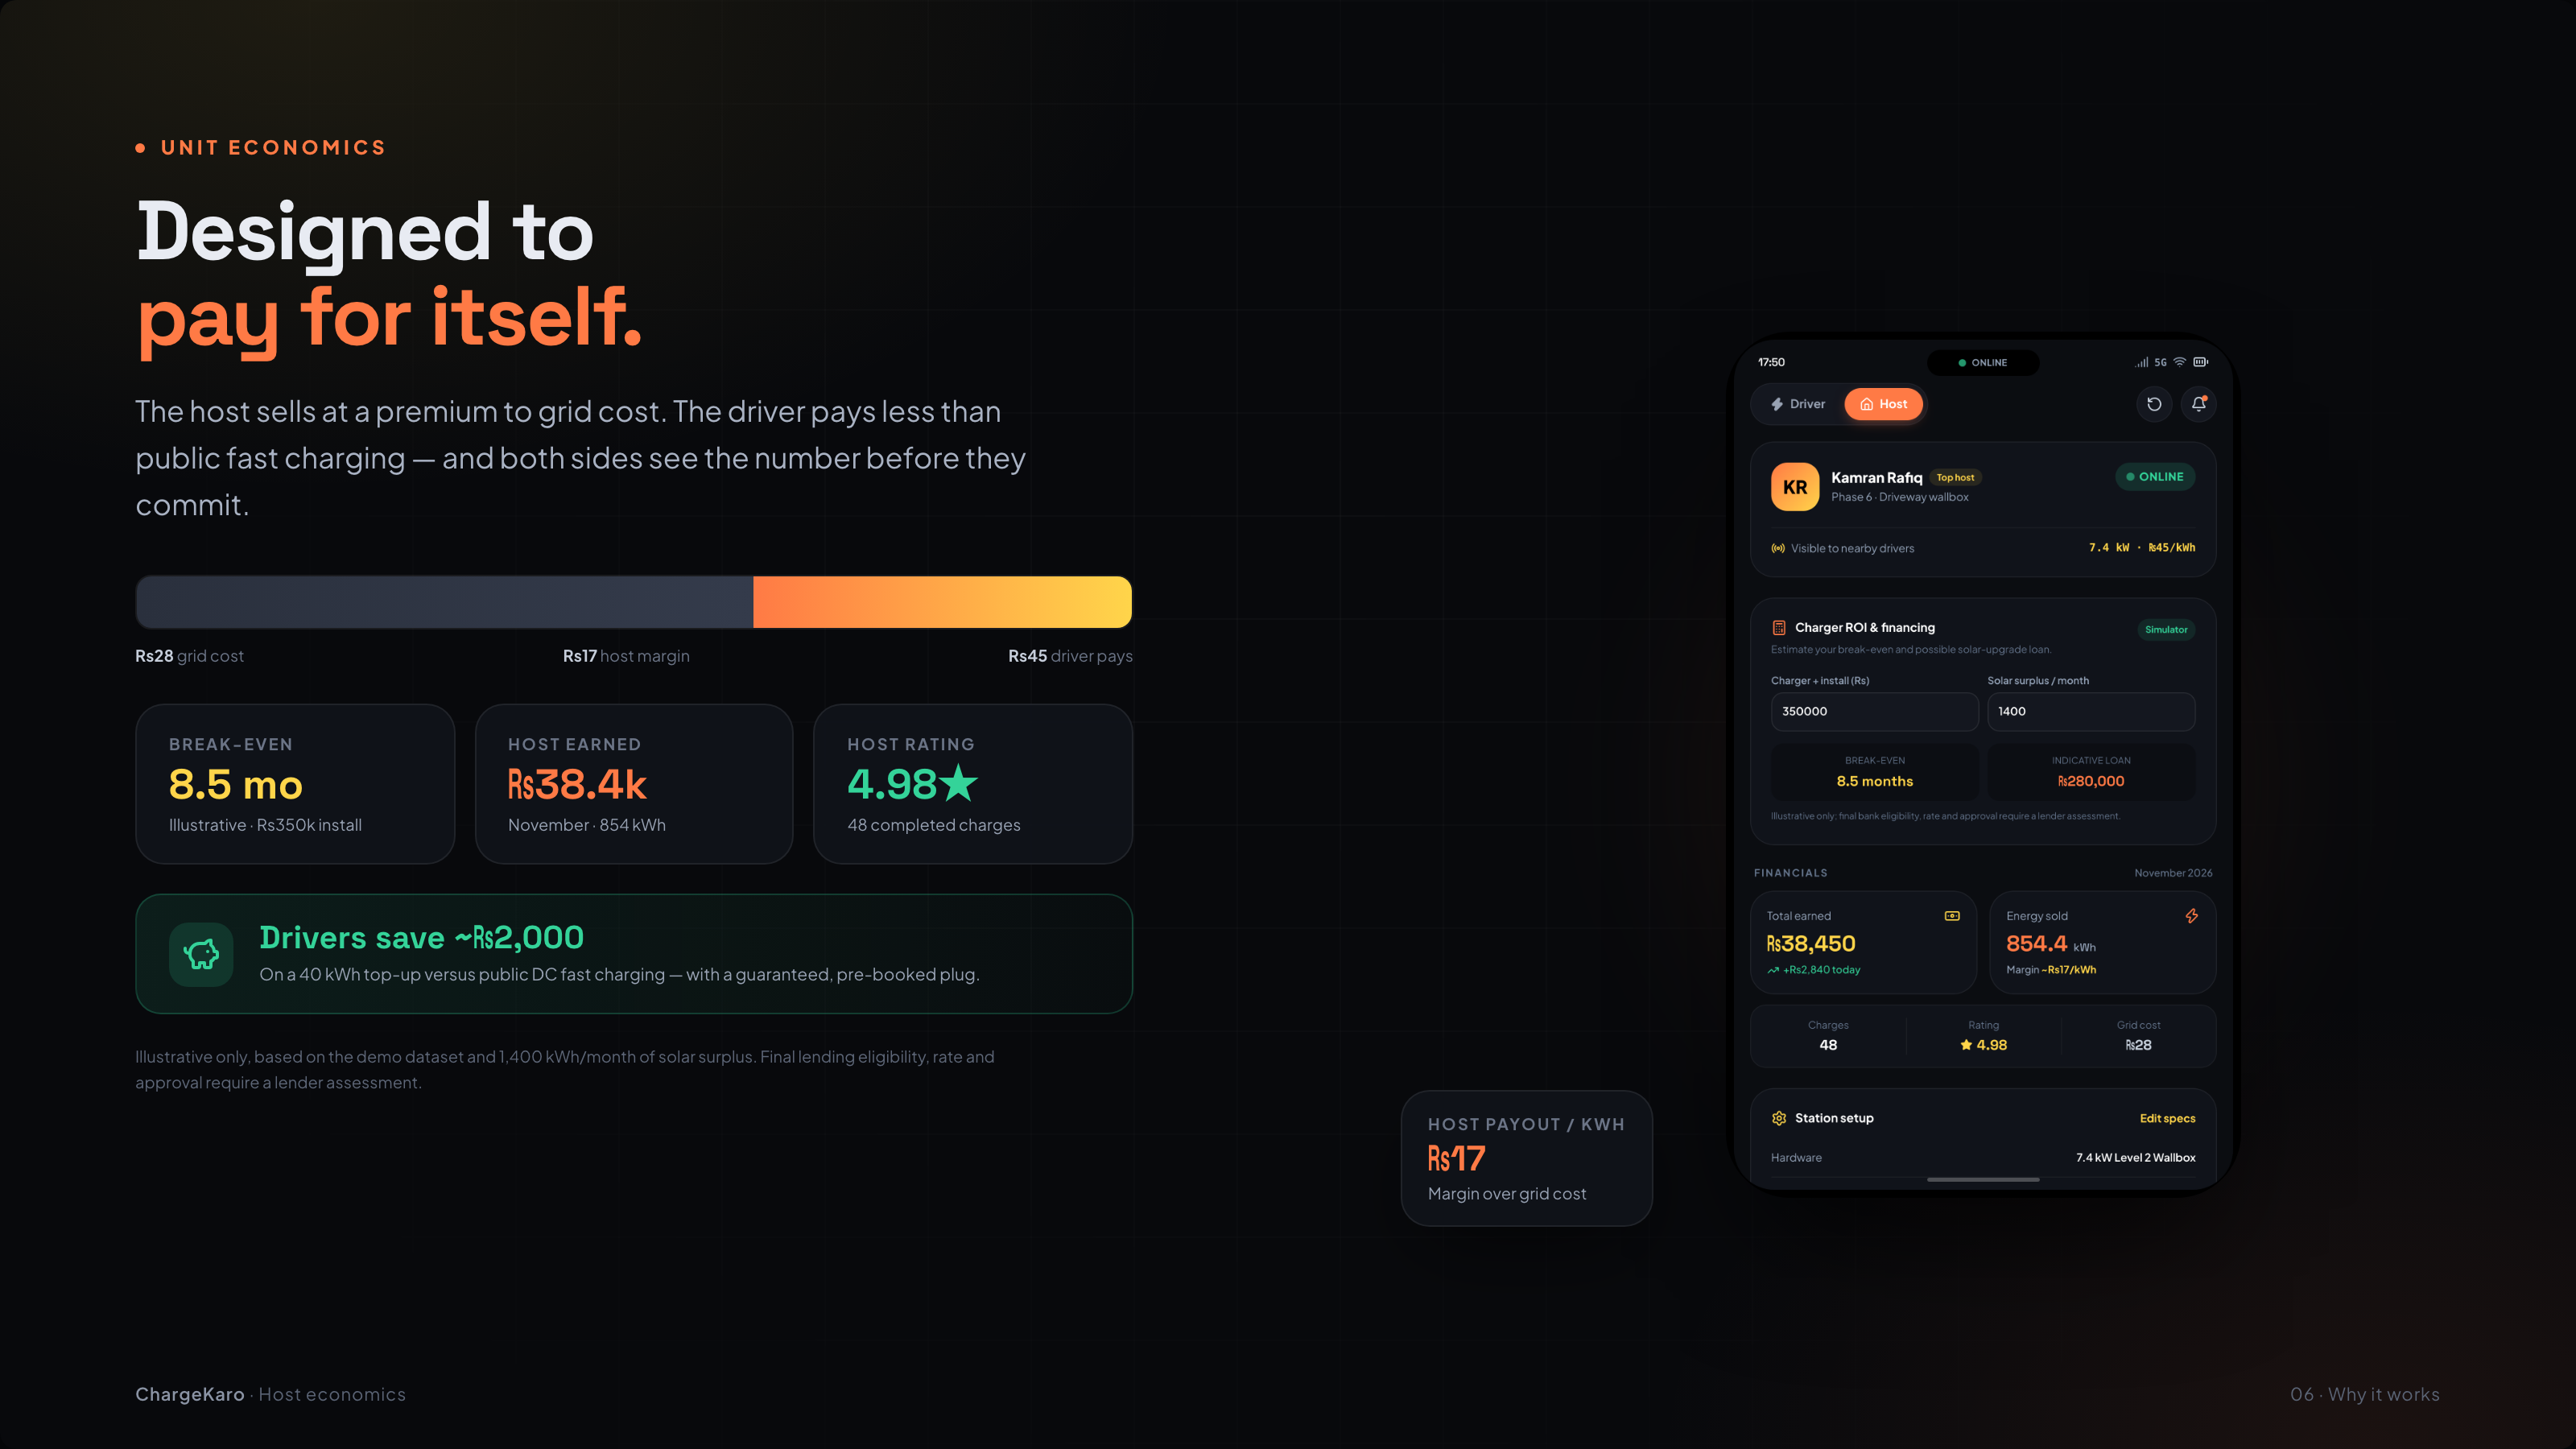 UNIT ECONOMICS
Designed to
pay for itself.
The host sells at a premium to grid cost. The driver pays less than
public fast charging — and both sides see the number before they
commit.
Rs28 grid cost
Rs17 host margin
Rs45 driver pays
BREAK-EVEN
8.5 mo
Illustrative · Rs350k install
HOST EARNED
₨38.4k
November · 854 kWh
HOST RATING
4.98★
48 completed charges
Drivers save ~₨2,000
On a 40 kWh top-up versus public DC fast charging — with a guaranteed, pre-booked plug.
Illustrative only, based on the demo dataset and 1,400 kWh/month of solar surplus. Final lending eligibility, rate and
approval require a lender assessment.
HOST PAYOUT / KWH
₨17
Margin over grid cost
17:50
ONLINE
5G
Driver
Host
KR
Kamran Rafiq
Top host
Phase 6 · Driveway wallbox
ONLINE
Visible to nearby drivers
7.4 kW · ₨45/kWh
Charger ROI & financing
Simulator
Estimate your break-even and possible solar-upgrade loan.
Charger + install (Rs)
Solar surplus / month
350000
1400
BREAK-EVEN
8.5 months
INDICATIVE LOAN
₨280,000
Illustrative only; final bank eligibility, rate and approval require a lender assessment.
FINANCIALS
November 2026
Total earned
₨38,450
+Rs2,840 today
Energy sold
854.4 kWh
Margin ~Rs17/kWh
Charges
48
Rating
★ 4.98
Grid cost
₨28
Station setup
Edit specs
Hardware
7.4 kW Level 2 Wallbox
ChargeKaro · Host economics
06 · Why it works